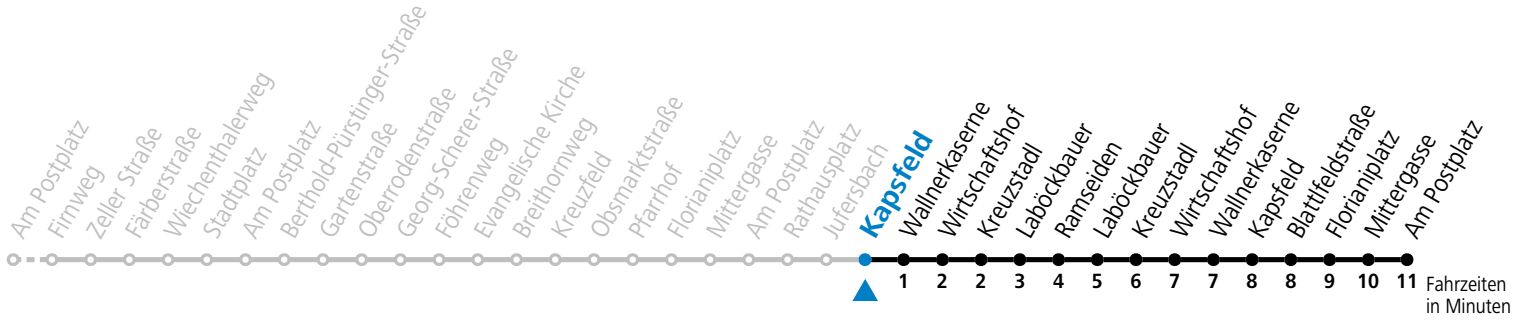 Am Postplatz
Firnweg
Zeller Straße
Färberstraße
Wiechenthalerweg
Stadtplatz
Am Postplatz
Berthold-Pürstinger-Straße
Gartenstraße
Oberrodenstraße
Georg-Scherer-Straße
Föhrenweg
Evangelische Kirche
Breithornweg
Kreuzfeld
Obsmarktstraße
Pfarrhof
Florianiplatz
Mittergasse
Am Postplatz
Rathausplatz
Jufersbach
Kapsfeld
Wallnerkaserne
Wirtschaftshof
Kreuzstadl
Laböckbauer
Ramseiden
Laböckbauer
Kreuzstadl
Wirtschaftshof
Wallnerkaserne
Kapsfeld
Blattlfeldstraße
Florianiplatz
Mittergasse
Am Postplatz
1 2 2 3 4 5 6 7 7 8 8 9 10 11 Fahrzeiten
in Minuten